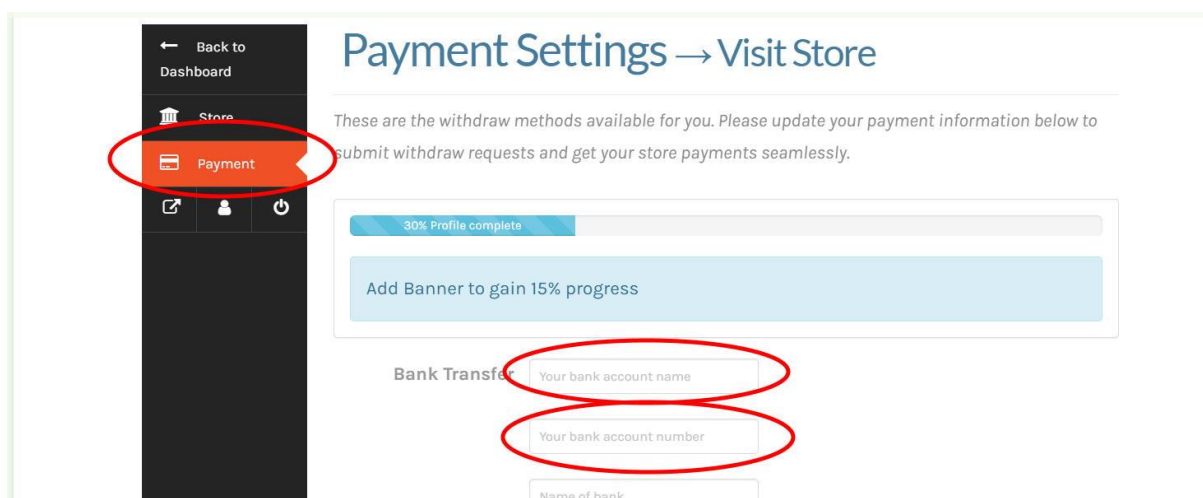 ← Back to
Dashboard
Store
Payment
Payment Settings → Visit Store
These are the withdraw methods available for you. Please update your payment information below to
submit withdraw requests and get your store payments seamlessly.
30% Profile complete
Add Banner to gain 15% progress
Bank Transfer
Your bank account name
Your bank account number
Name of bank